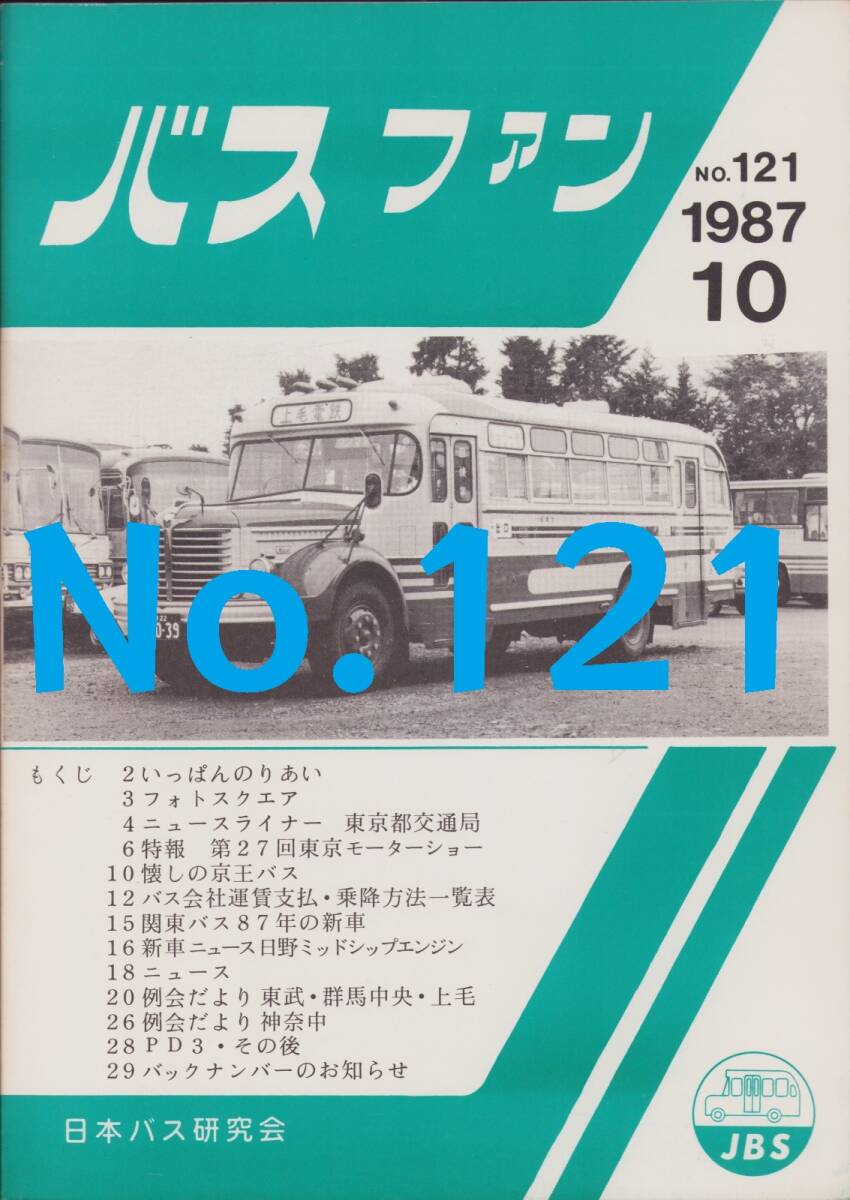 バスファン
NO.121
1987
10
上毛電鉄
出口
22
0-39
No.121
もくじ 2いっぱんのりあい
3フォトスクエア
4ニュースライナー 東京都交通局
6特報 第27回東京モーターショー
10懐しの京王バス
12バス会社運賃支払・乗降方法一覧表
15関東バス87年の新車
16新車ニュース日野ミッドシップエンジン
18ニュース
20例会だより 東武・群馬中央・上毛
26例会だより 神奈中
28PD3・その後
29バックナンバーのお知らせ
日本バス研究会
JBS